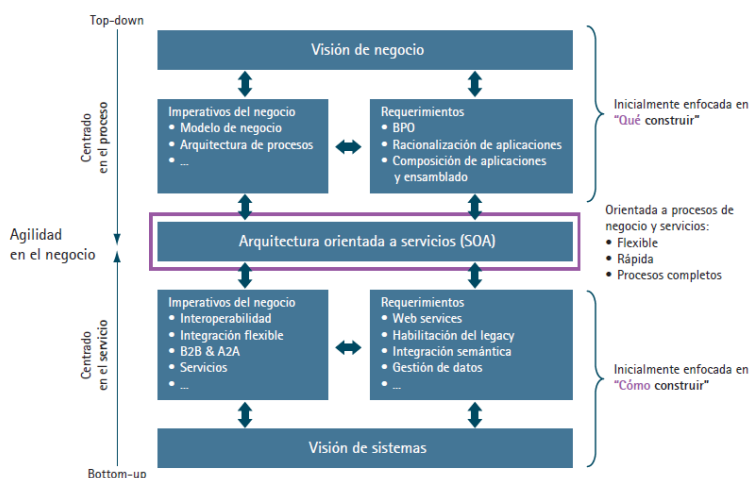 Top-down
Visión de negocio
Centrado
en el proceso
Imperativos del negocio
• Modelo de negocio
• Arquitectura de procesos
• ...
Requerimientos
• BPO
• Racionalización de aplicaciones
• Composición de aplicaciones
y ensamblado
Inicialmente enfocada en
"Qué construir"
Agilidad
en el negocio
Arquitectura orientada a servicios (SOA)
Orientada a procesos de
negocio y servicios:
• Flexible
• Rápida
• Procesos completos
Centrado
en el servicio
Imperativos del negocio
• Interoperabilidad
• Integración flexible
• B2B & A2A
• Servicios
• ...
Requerimientos
• Web services
• Habilitación del legacy
• Integración semántica
• Gestión de datos
• ...
Inicialmente enfocada en
"Cómo construir"
Visión de sistemas
Bottom-up